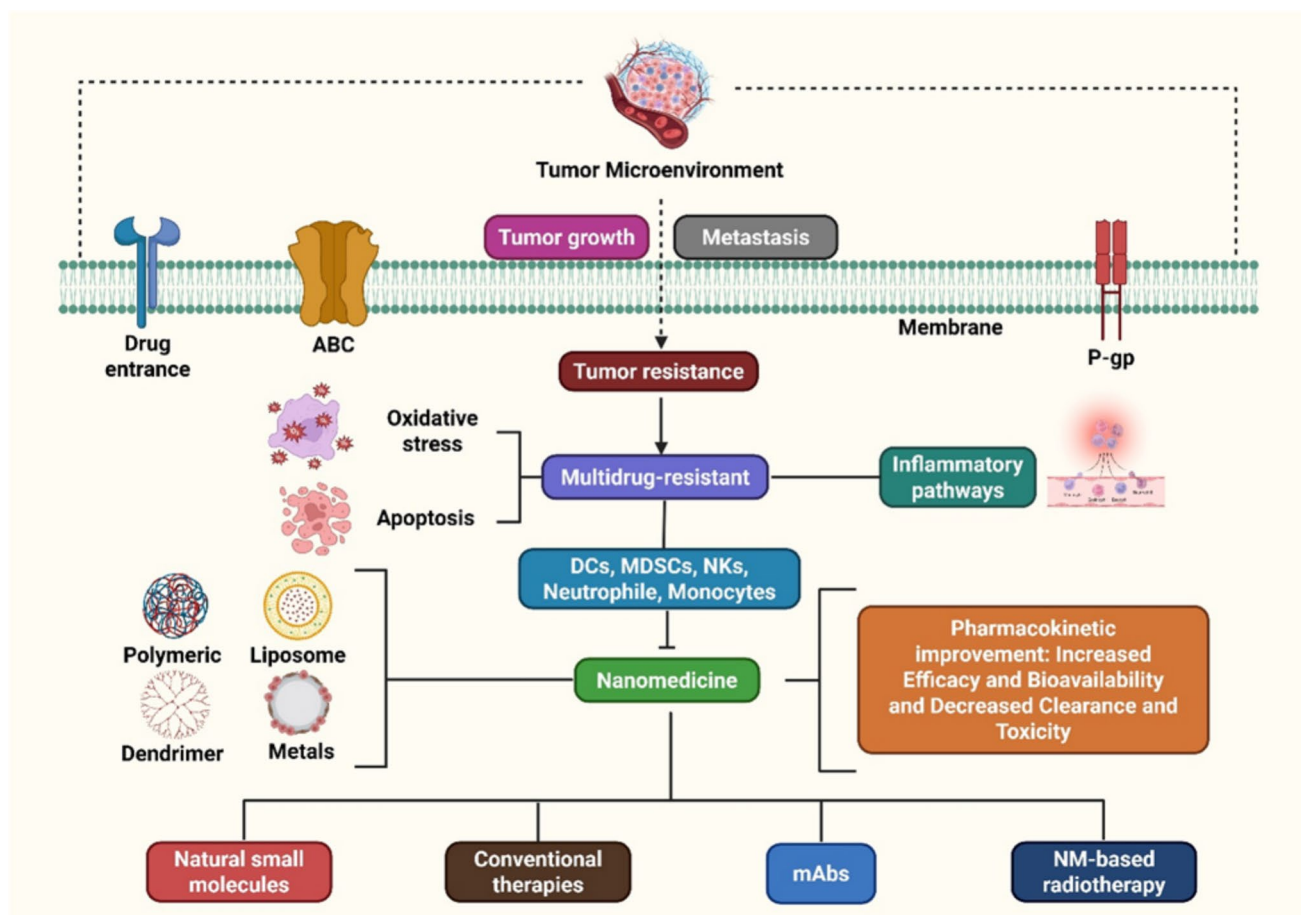 Tumor Microenvironment
Tumor growth
Metastasis
Drug
entrance
ABC
Membrane
P-gp
Tumor resistance
Oxidative
stress
Multidrug-resistant
Inflammatory
pathways
Apoptosis
DCs, MDSCs, NKs,
Neutrophile, Monocytes
Polymeric
Liposome
Pharmacokinetic
improvement: Increased
Efficacy and Bioavailability
and Decreased Clearance and
Toxicity
Nanomedicine
Dendrimer
Metals
Natural small
molecules
Conventional
therapies
mAbs
NM-based
radiotherapy